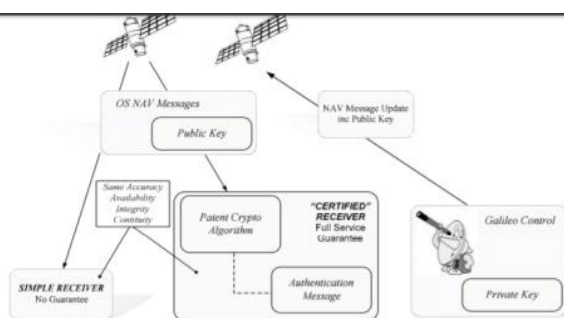 OS NAV Messages
Public Key
NAV Message Update
inc Public Key
Same Accuracy
Availability
Integrity
Contuity
"CERTIFIED"
RECEIVER
Full Service
Guarantee
Patent Crypto
Algorithm
Authentication
Message
Galileo Control
Private Key
SIMPLE RECEIVER
No Guarantee